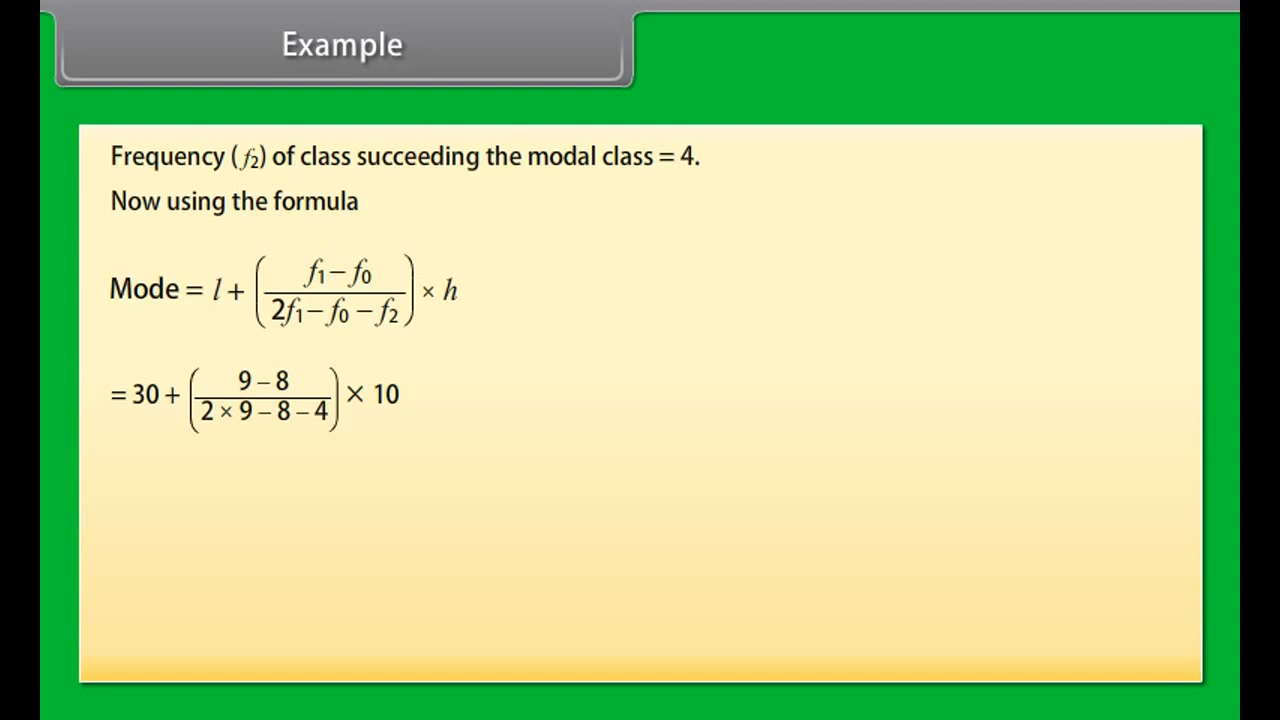 Example
Frequency (f₂) of class succeeding the modal class = 4.
Now using the formula
Mode = l + ( (f₁ – f₀) / (2f₁ – f₀ – f₂) ) × h
= 30 + ( (9 – 8) / (2 × 9 – 8 – 4) ) × 10